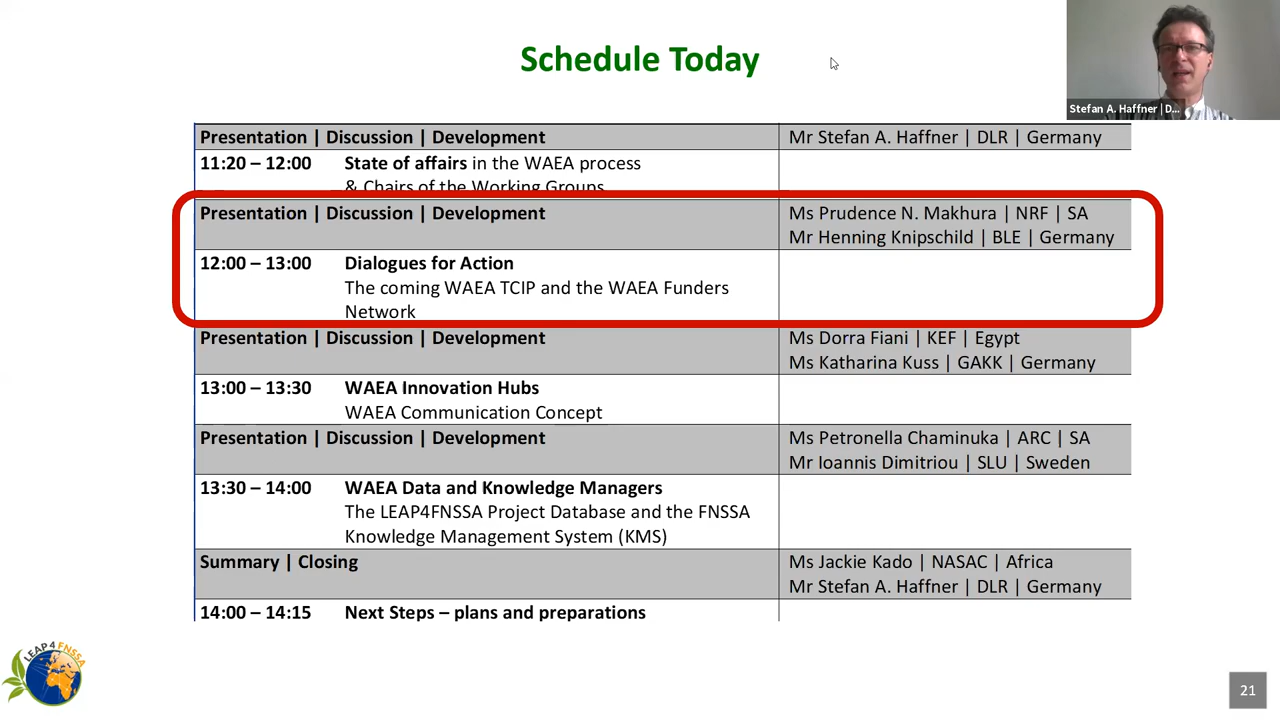 Schedule Today
Stefan A. Haffner | D...
Presentation | Discussion | Development Mr Stefan A. Haffner | DLR | Germany
11:20 – 12:00 State of affairs in the WAEA process
& Chairs of the Working Groups
Presentation | Discussion | Development Ms Prudence N. Makhura | NRF | SA
Mr Henning Knipschild | BLE | Germany
12:00 – 13:00 Dialogues for Action
The coming WAEA TCIP and the WAEA Funders
Network
Presentation | Discussion | Development Ms Dorra Fiani | KEF | Egypt
Ms Katharina Kuss | GAKK | Germany
13:00 – 13:30 WAEA Innovation Hubs
WAEA Communication Concept
Presentation | Discussion | Development Ms Petronella Chaminuka | ARC | SA
Mr Ioannis Dimitriou | SLU | Sweden
13:30 – 14:00 WAEA Data and Knowledge Managers
The LEAP4FNSSA Project Database and the FNSSA
Knowledge Management System (KMS)
Summary | Closing Ms Jackie Kado | NASAC | Africa
Mr Stefan A. Haffner | DLR | Germany
14:00 – 14:15 Next Steps – plans and preparations
LEAP4FNSSA
21